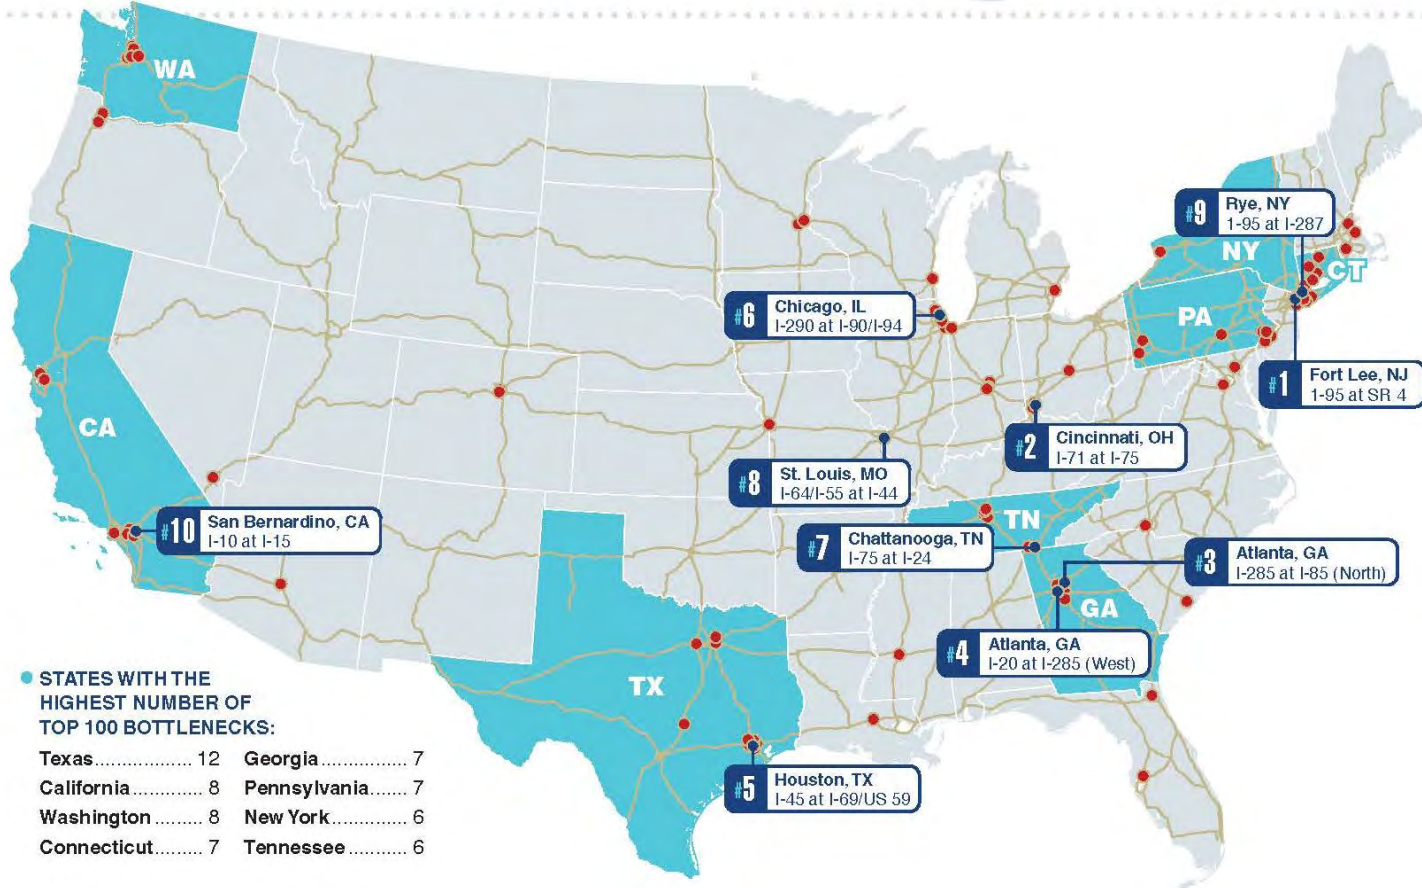 WA
#9 Rye, NY
1-95 at I-287
NY
CT
#6 Chicago, IL
I-290 at I-90/I-94
PA
#1 Fort Lee, NJ
1-95 at SR 4
CA
#2 Cincinnati, OH
I-71 at I-75
#8 St. Louis, MO
I-64/I-55 at I-44
#10 San Bernardino, CA
I-10 at I-15
TN
#7 Chattanooga, TN
I-75 at I-24
#3 Atlanta, GA
I-285 at I-85 (North)
GA
#4 Atlanta, GA
I-20 at I-285 (West)
TX
#5 Houston, TX
I-45 at I-69/US 59
STATES WITH THE
HIGHEST NUMBER OF
TOP 100 BOTTLENECKS:
Texas.................. 12 Georgia................ 7
California............. 8 Pennsylvania...... 7
Washington......... 8 New York.............. 6
Connecticut......... 7 Tennessee........... 6